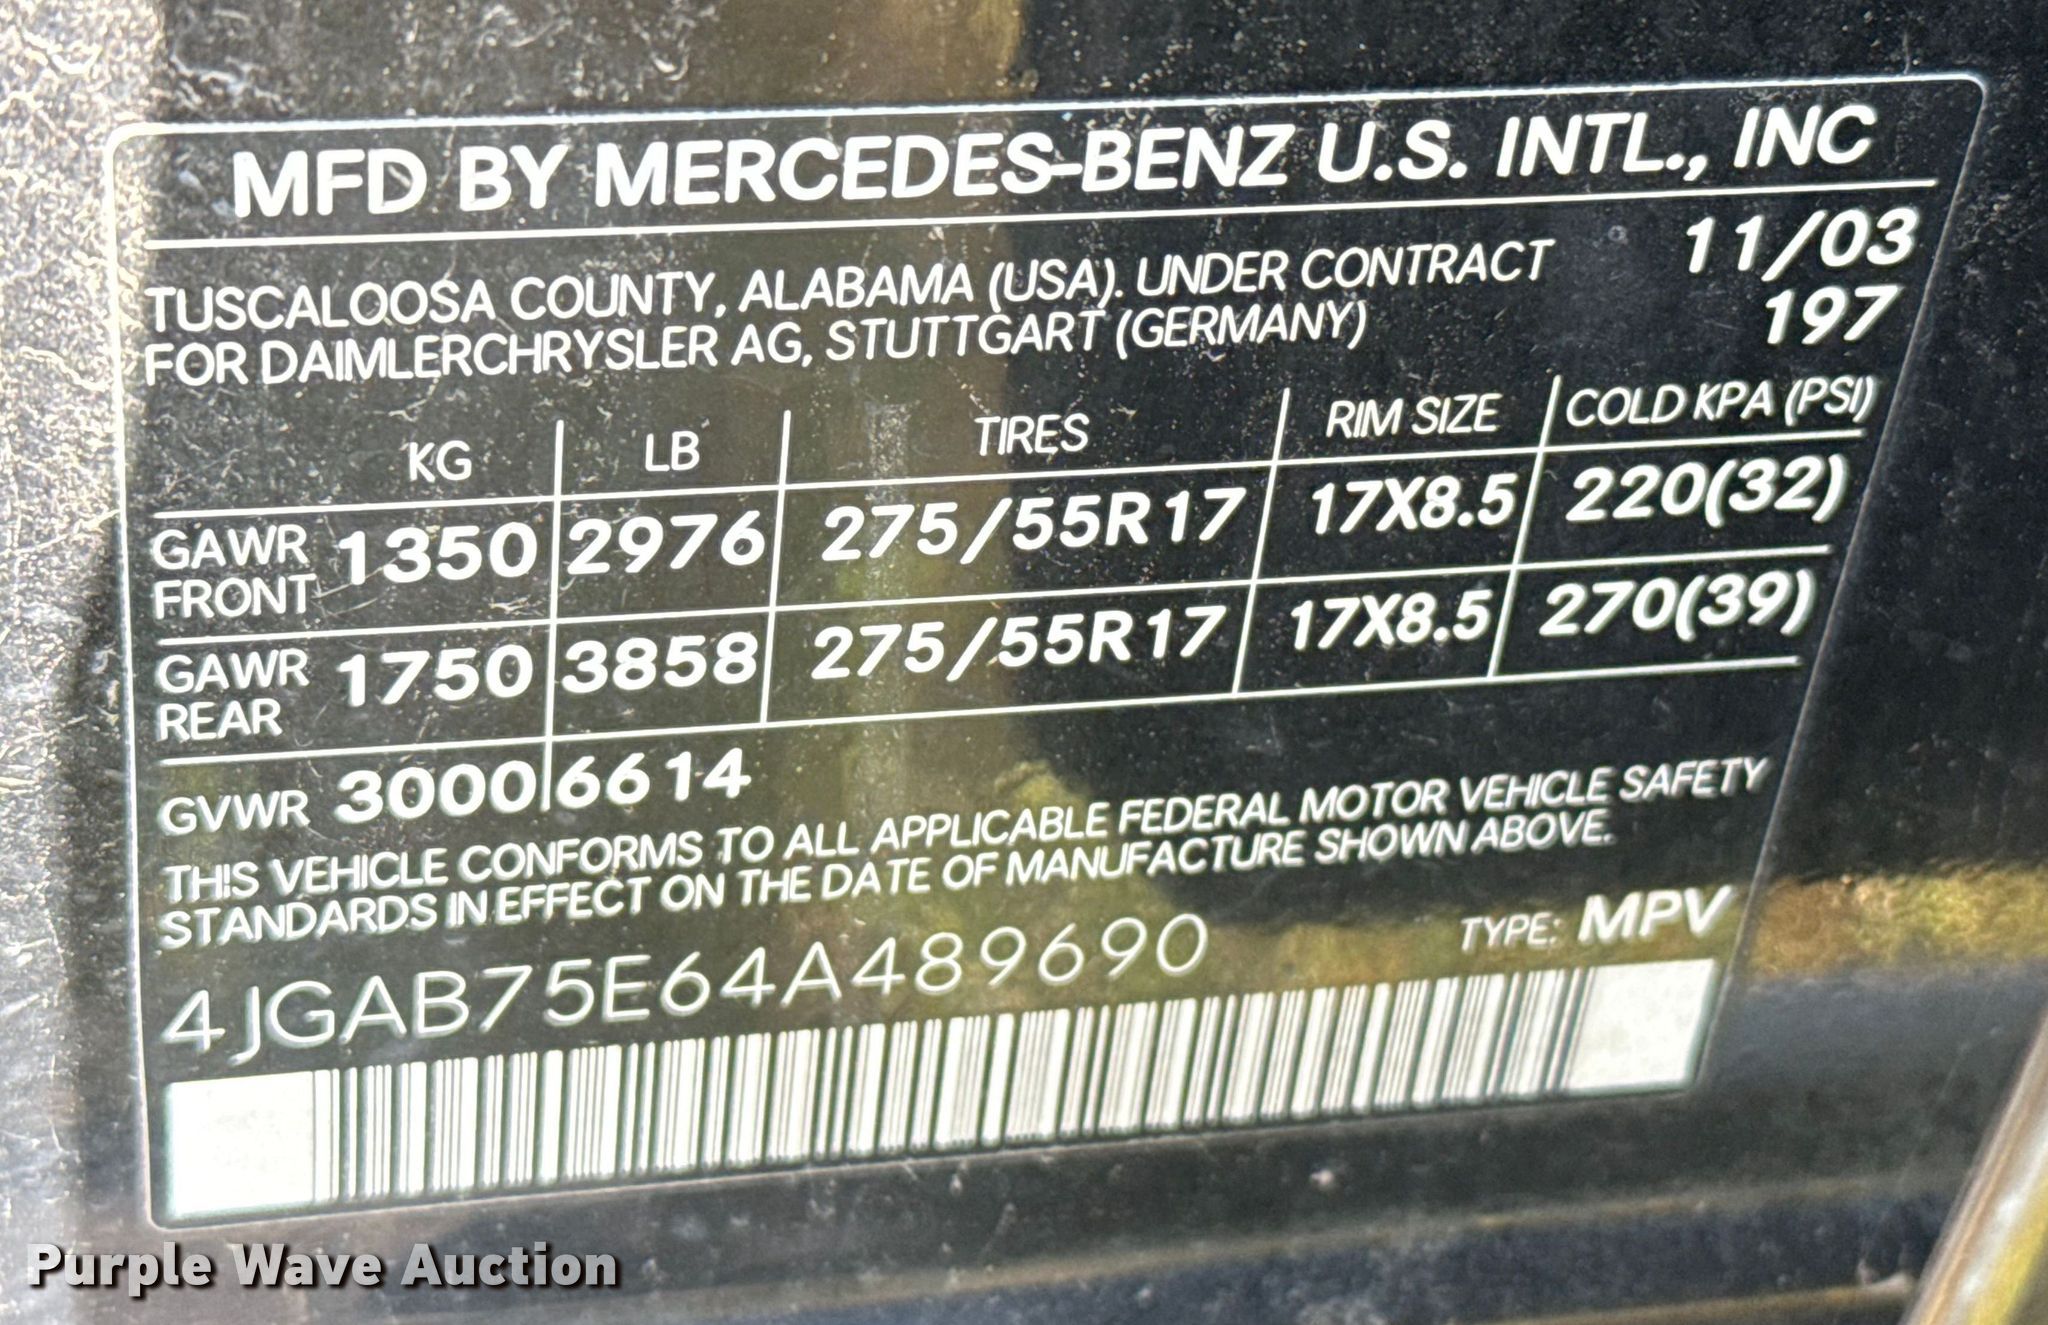 MFD BY MERCEDES-BENZ U.S. INTL., INC
11/03
TUSCALOOSA COUNTY, ALABAMA (USA). UNDER CONTRACT
FOR DAIMLERCHRYSLER AG, STUTTGART (GERMANY)
197
KG LB TIRES RIM SIZE COLD KPA (PSI)
GAWR FRONT 1350 2976 275/55R17 17X8.5 220(32)
GAWR REAR 1750 3858 275/55R17 17X8.5 270(39)
GVWR 3000 6614
THIS VEHICLE CONFORMS TO ALL APPLICABLE FEDERAL MOTOR VEHICLE SAFETY
STANDARDS IN EFFECT ON THE DATE OF MANUFACTURE SHOWN ABOVE.
4JGAB75E64A489690 TYPE: MPV
Purple Wave Auction